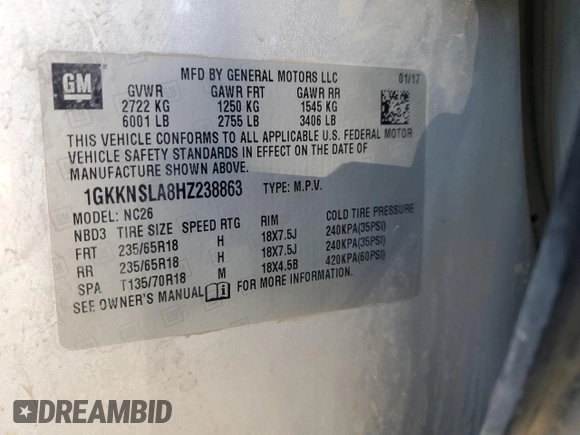 GM
MFD BY GENERAL MOTORS LLC
01/17
GVWR GAWR FRT GAWR RR
2722 KG 1250 KG 1545 KG
6001 LB 2755 LB 3406 LB
THIS VEHICLE CONFORMS TO ALL APPLICABLE U.S. FEDERAL MOTOR
VEHICLE SAFETY STANDARDS IN EFFECT ON THE DATE OF
MANUFACTURE SHOWN ABOVE.
1GKKNSLA8HZ238863 TYPE: M.P.V.
MODEL: NC26
NBD3 TIRE SIZE SPEED RTG RIM COLD TIRE PRESSURE
FRT 235/65R18 H 18X7.5J 240KPA(35PSI)
RR 235/65R18 H 18X7.5J 240KPA(35PSI)
SPA T135/70R18 M 18X4.5B 420KPA(60PSI)
SEE OWNER'S MANUAL FOR MORE INFORMATION.
DREAMBID